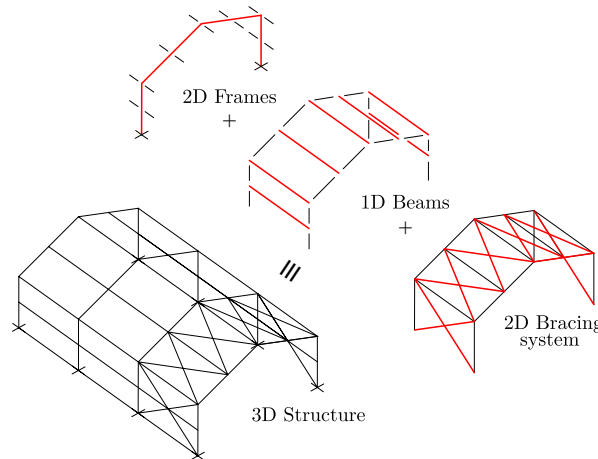 2D Frames
+
1D Beams
+
≡
2D Bracing
system
3D Structure